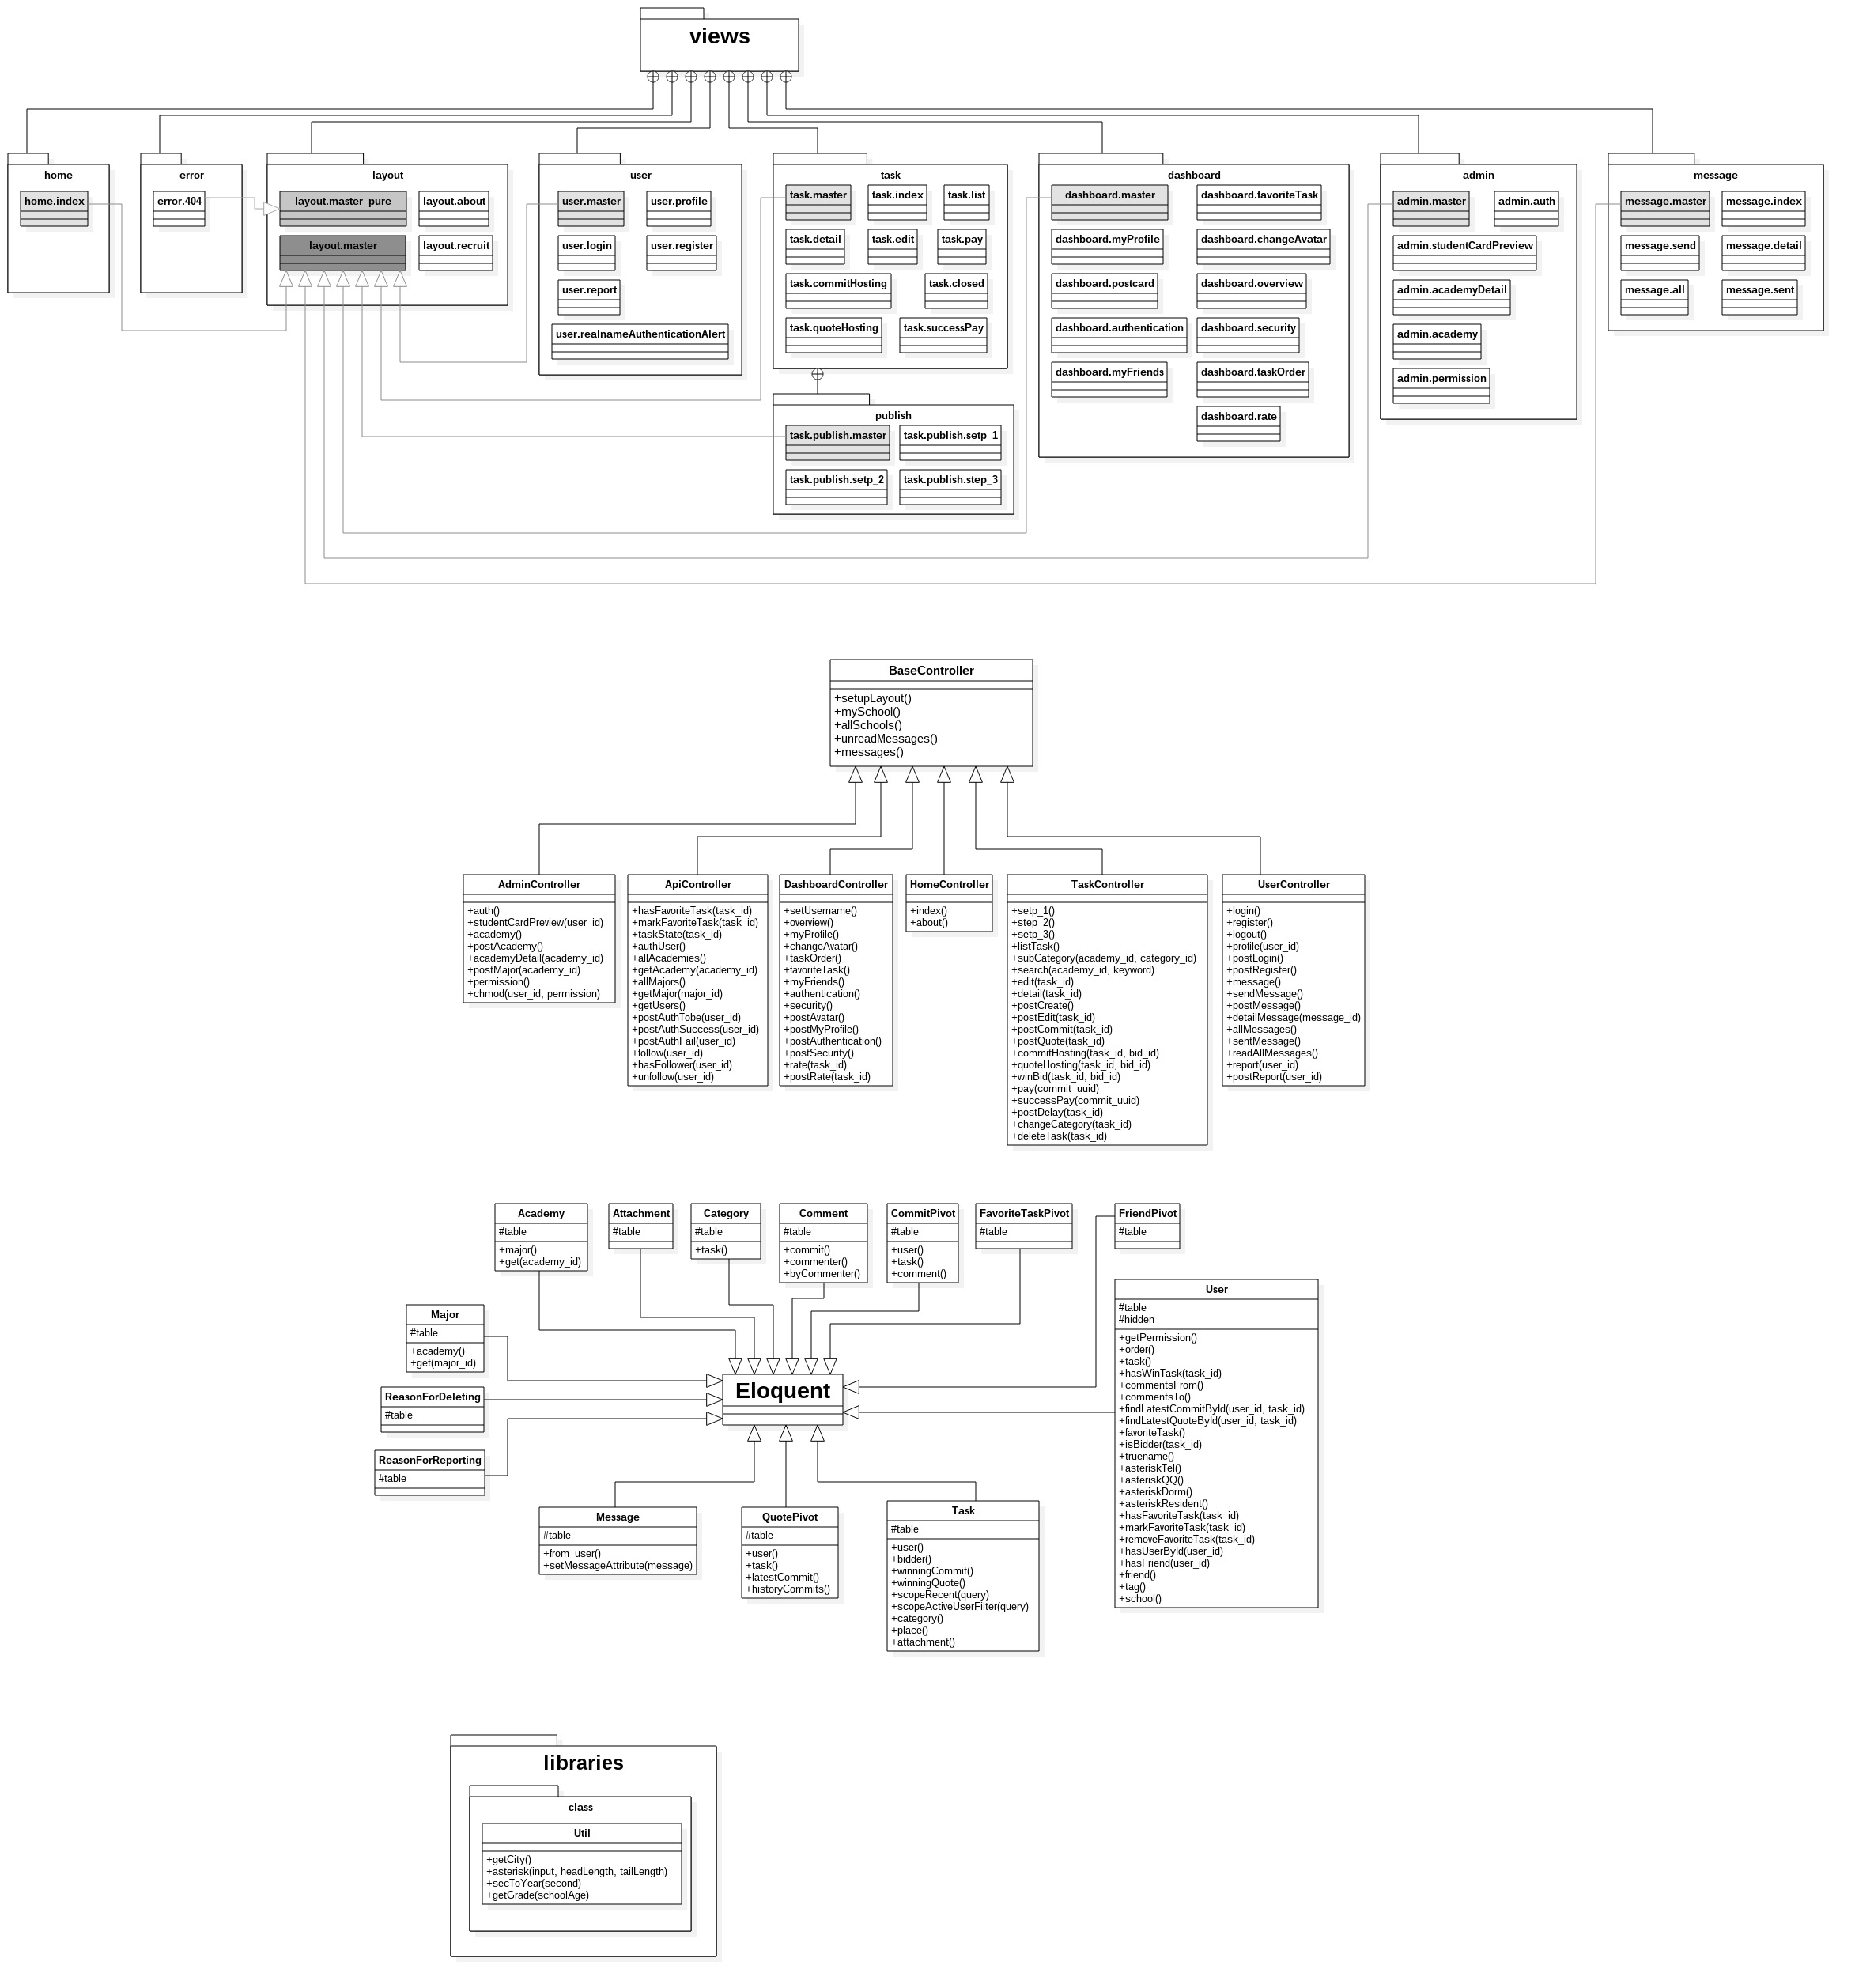 views
home
home.index
error
error.404
layout
layout.master_pure
layout.about
layout.master
layout.recruit
user
user.master
user.profile
user.login
user.register
user.report
user.realnameAuthenticationAlert
task
task.master
task.index
task.list
task.detail
task.edit
task.pay
task.commitHosting
task.closed
task.quoteHosting
task.successPay
publish
task.publish.master
task.publish.setp_1
task.publish.setp_2
task.publish.step_3
dashboard
dashboard.master
dashboard.favoriteTask
dashboard.myProfile
dashboard.changeAvatar
dashboard.postcard
dashboard.overview
dashboard.authentication
dashboard.security
dashboard.myFriends
dashboard.taskOrder
dashboard.rate
admin
admin.master
admin.auth
admin.studentCardPreview
admin.academyDetail
admin.academy
admin.permission
message
message.master
message.index
message.send
message.detail
message.all
message.sent
BaseController
+setupLayout()
+mySchool()
+allSchools()
+unreadMessages()
+messages()
AdminController
+auth()
+studentCardPreview(user_id)
+academy()
+postAcademy()
+academyDetail(academy_id)
+postMajor(academy_id)
+permission()
+chmod(user_id, permission)
ApiController
+hasFavoriteTask(task_id)
+markFavoriteTask(task_id)
+taskState(task_id)
+authUser()
+allAcademies()
+getAcademy(academy_id)
+allMajors()
+getMajor(major_id)
+getUsers()
+postAuthTobe(user_id)
+postAuthSuccess(user_id)
+postAuthFail(user_id)
+follow(user_id)
+hasFollower(user_id)
+unfollow(user_id)
DashboardController
+setUsername()
+overview()
+myProfile()
+changeAvatar()
+taskOrder()
+favoriteTask()
+myFriends()
+authentication()
+security()
+postAvatar()
+postMyProfile()
+postAuthentication()
+postSecurity()
+rate(task_id)
+postRate(task_id)
HomeController
+index()
+about()
TaskController
+setp_1()
+step_2()
+setp_3()
+listTask()
+subCategory(academy_id, category_id)
+search(academy_id, keyword)
+edit(task_id)
+detail(task_id)
+postCreate()
+postEdit(task_id)
+postCommit(task_id)
+postQuote(task_id)
+commitHosting(task_id, bid_id)
+quoteHosting(task_id, bid_id)
+winBid(task_id, bid_id)
+pay(commit_uuid)
+successPay(commit_uuid)
+postDelay(task_id)
+changeCategory(task_id)
+deleteTask(task_id)
UserController
+login()
+register()
+logout()
+profile(user_id)
+postLogin()
+postRegister()
+message()
+sendMessage()
+postMessage()
+detailMessage(message_id)
+allMessages()
+sentMessage()
+readAllMessages()
+report(user_id)
+postReport(user_id)
Academy
#table
+major()
+get(academy_id)
Attachment
#table
Category
#table
+task()
Comment
#table
+commit()
+commenter()
+byCommenter()
CommitPivot
#table
+user()
+task()
+comment()
FavoriteTaskPivot
#table
FriendPivot
#table
User
#table
#hidden
+getPermission()
+order()
+task()
+hasWinTask(task_id)
+commentsFrom()
+commentsTo()
+findLatestCommitById(user_id, task_id)
+findLatestQuoteById(user_id, task_id)
+favoriteTask()
+isBidder(task_id)
+truename()
+asteriskTel()
+asteriskQQ()
+asteriskDorm()
+asteriskResident()
+hasFavoriteTask(task_id)
+markFavoriteTask(task_id)
+removeFavoriteTask(task_id)
+hasUserById(user_id)
+hasFriend(user_id)
+friend()
+tag()
+school()
Major
#table
+academy()
+get(major_id)
ReasonForDeleting
#table
ReasonForReporting
#table
Eloquent
Message
#table
+from_user()
+setMessageAttribute(message)
QuotePivot
#table
+user()
+task()
+latestCommit()
+historyCommits()
Task
#table
+user()
+bidder()
+winningCommit()
+winningQuote()
+scopeRecent(query)
+scopeActiveUserFilter(query)
+category()
+place()
+attachment()
libraries
class
Util
+getCity()
+asterisk(input, headLength, tailLength)
+secToYear(second)
+getGrade(schoolAge)